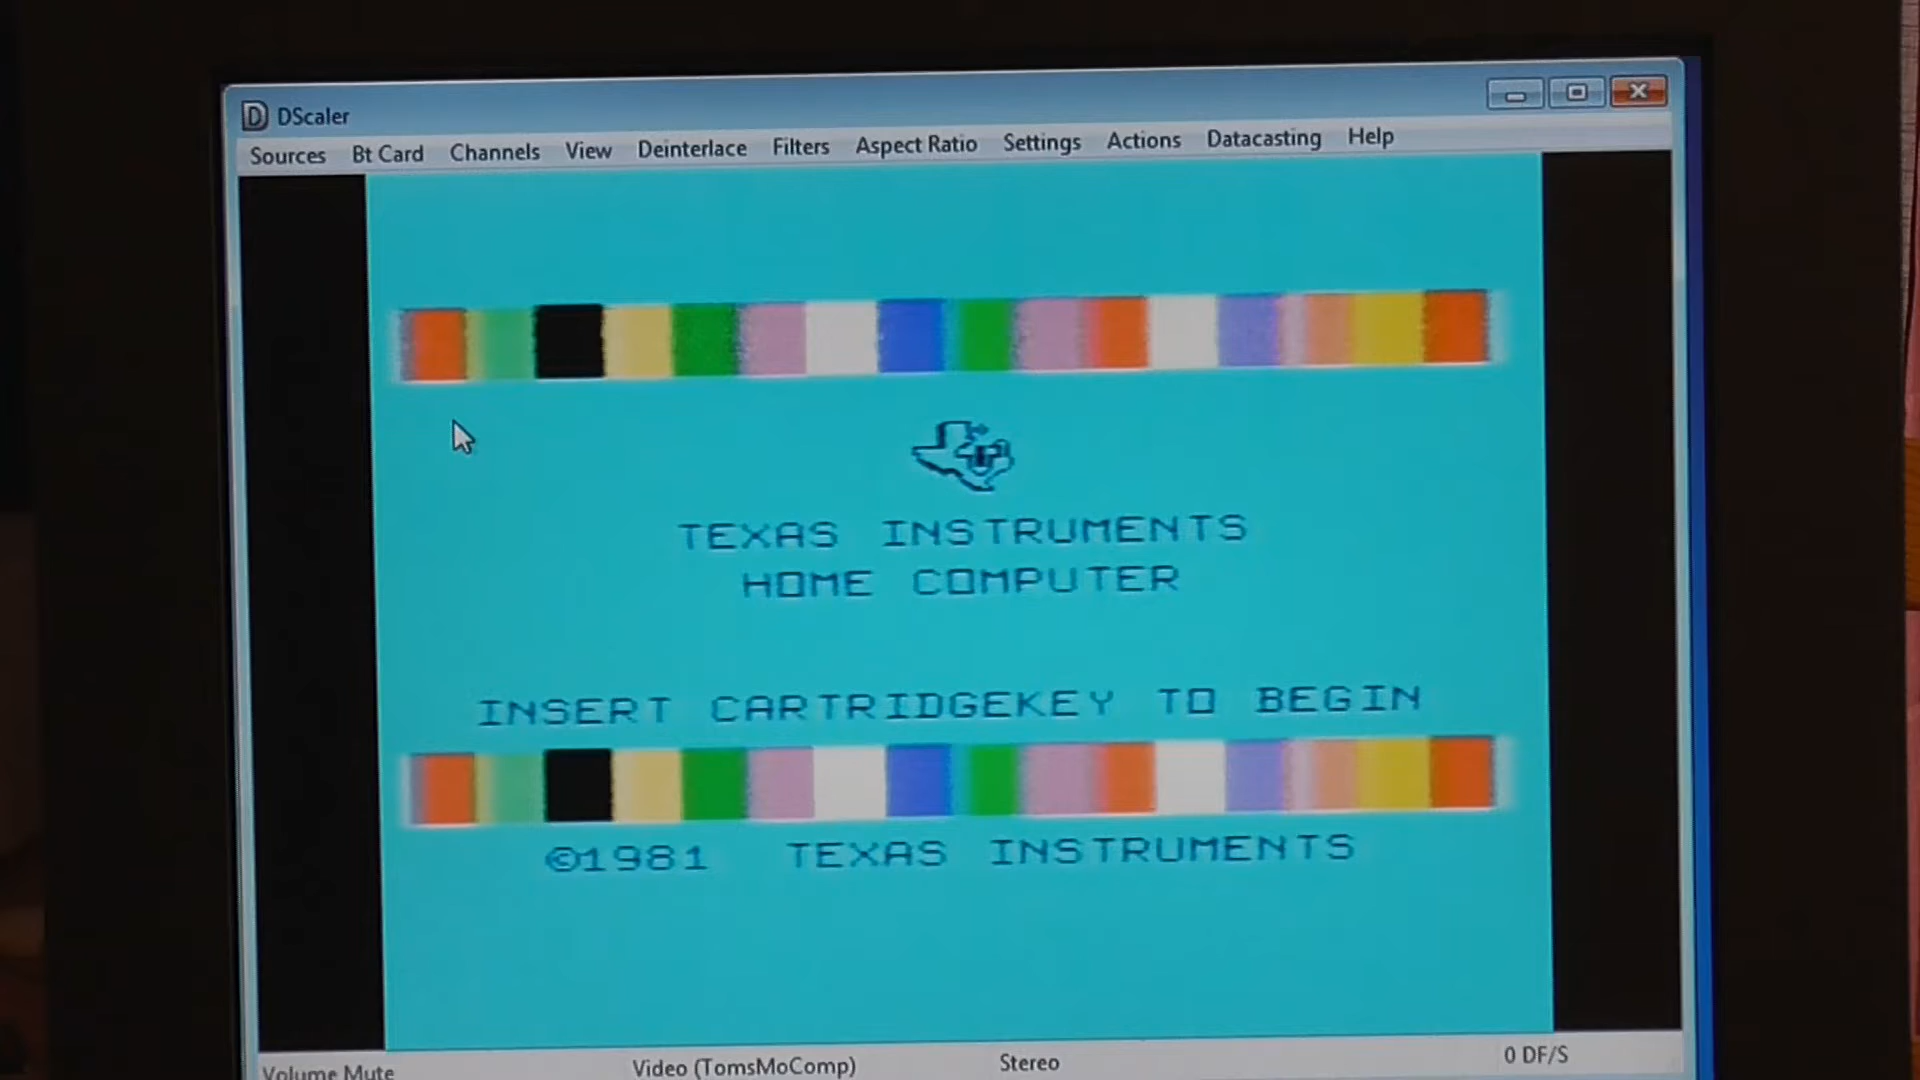 DScaler
Sources Bt Card Channels View Deinterlace Filters Aspect Ratio Settings Actions Datacasting Help
TEXAS INSTRUMENTS
HOME COMPUTER
INSERT CARTRIDGEKEY TO BEGIN
©1981 TEXAS INSTRUMENTS
Volume Mute Video (TomsMoComp) Stereo 0 DF/S